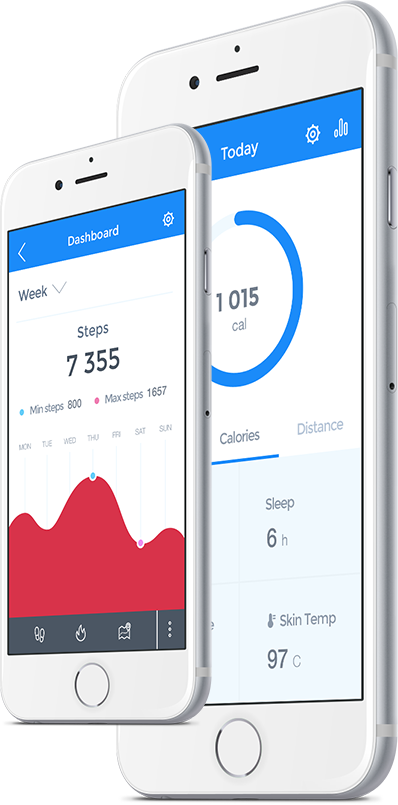 Dashboard
Week
Steps
7 355
Min steps 800 Max steps 1657
MON TUE WED THU FRI SAT SUN
Today
1 015
cal
Calories Distance
Sleep
6 h
Skin Temp
97 C